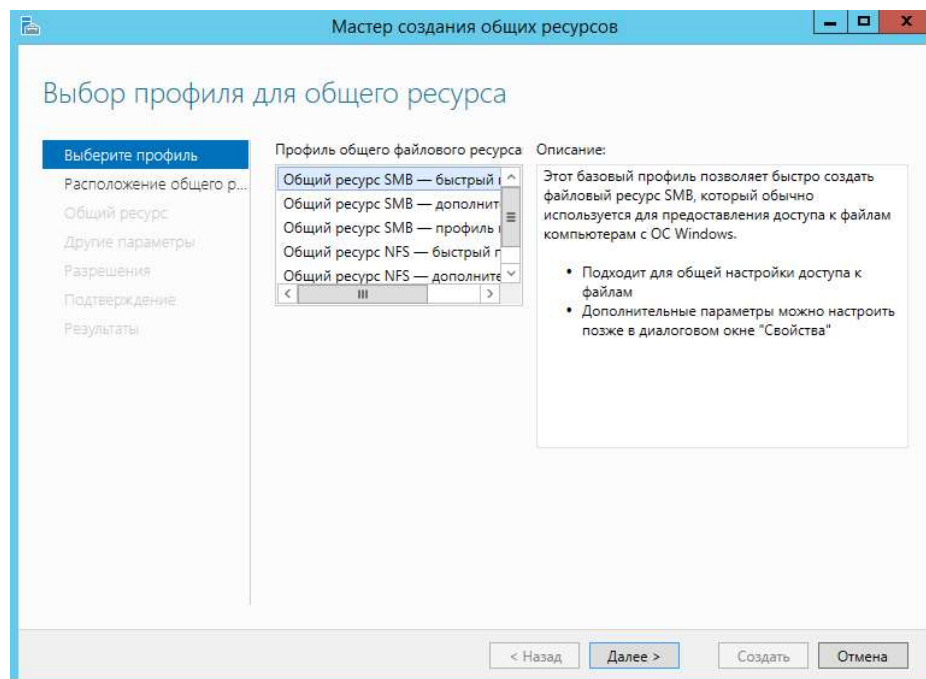 Мастер создания общих ресурсов
Выбор профиля для общего ресурса
Выберите профиль
Расположение общего р...
Общий ресурс
Другие параметры
Разрешения
Подтверждение
Результаты
Профиль общего файлового ресурса
Общий ресурс SMB — быстрый
Общий ресурс SMB — дополнит
Общий ресурс SMB — профиль
Общий ресурс NFS — быстрый
Общий ресурс NFS — дополните
Описание:
Этот базовый профиль позволяет быстро создать
файловый ресурс SMB, который обычно
используется для предоставления доступа к файлам
компьютерам с ОС Windows.
• Подходит для общей настройки доступа к
файлам
• Дополнительные параметры можно настроить
позже в диалоговом окне "Свойства"
< Назад
Далее >
Создать
Отмена